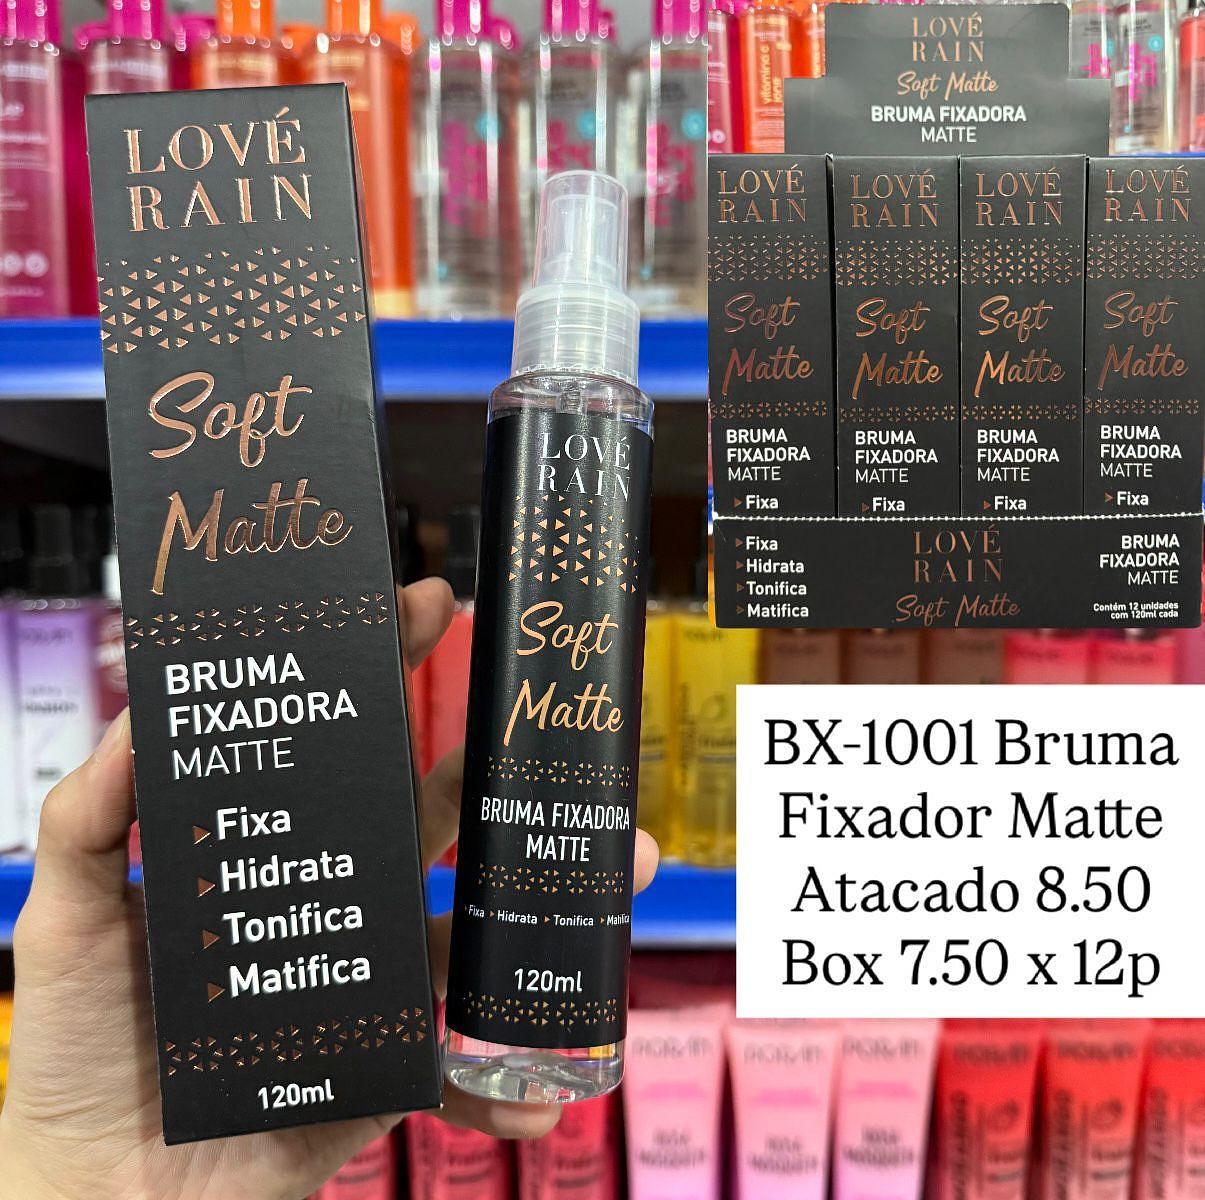 LOVÉ
RAIN
Soft
Matte
BRUMA
FIXADORA
MATTE
Fixa
Hidrata
Tonifica
Matifica
120ml
LOVÉ
RAIN
Soft
Matte
BRUMA FIXADORA
MATTE
Fixa Hidrata Tonifica Matifica
120ml
LOVÉ
RAIN
Soft Matte
BRUMA FIXADORA
MATTE
LOVÉ
RAIN
Soft
Matte
BRUMA
FIXADORA
MATTE
Fixa
LOVÉ
RAIN
Soft
Matte
BRUMA
FIXADORA
MATTE
Fixa
LOVÉ
RAIN
Soft
Matte
BRUMA
FIXADORA
MATTE
Fixa
LOVÉ
RAIN
Soft
Matte
BRUMA
FIXADORA
MATTE
Fixa
Fixa
Hidrata
Tonifica
Matifica
LOVÉ
RAIN
Soft Matte
BRUMA
FIXADORA
MATTE
Contém 12 unidades
com 120ml cada
BX-1001 Bruma
Fixador Matte
Atacado 8.50
Box 7.50 x 12p